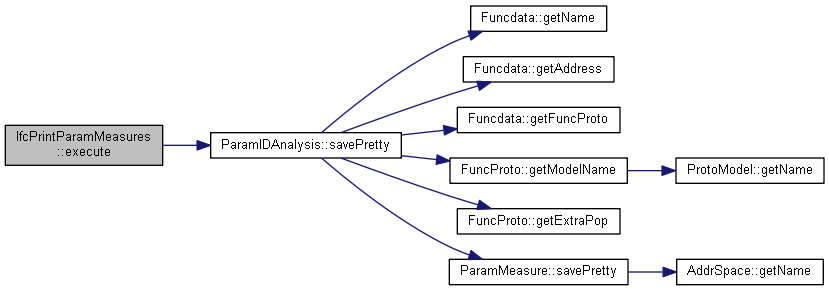 IfcPrintParamMeasures
::execute
ParamIDAnalysis::savePretty
Funcdata::getName
Funcdata::getAddress
Funcdata::getFuncProto
FuncProto::getModelName
ProtoModel::getName
FuncProto::getExtraPop
ParamMeasure::savePretty
AddrSpace::getName